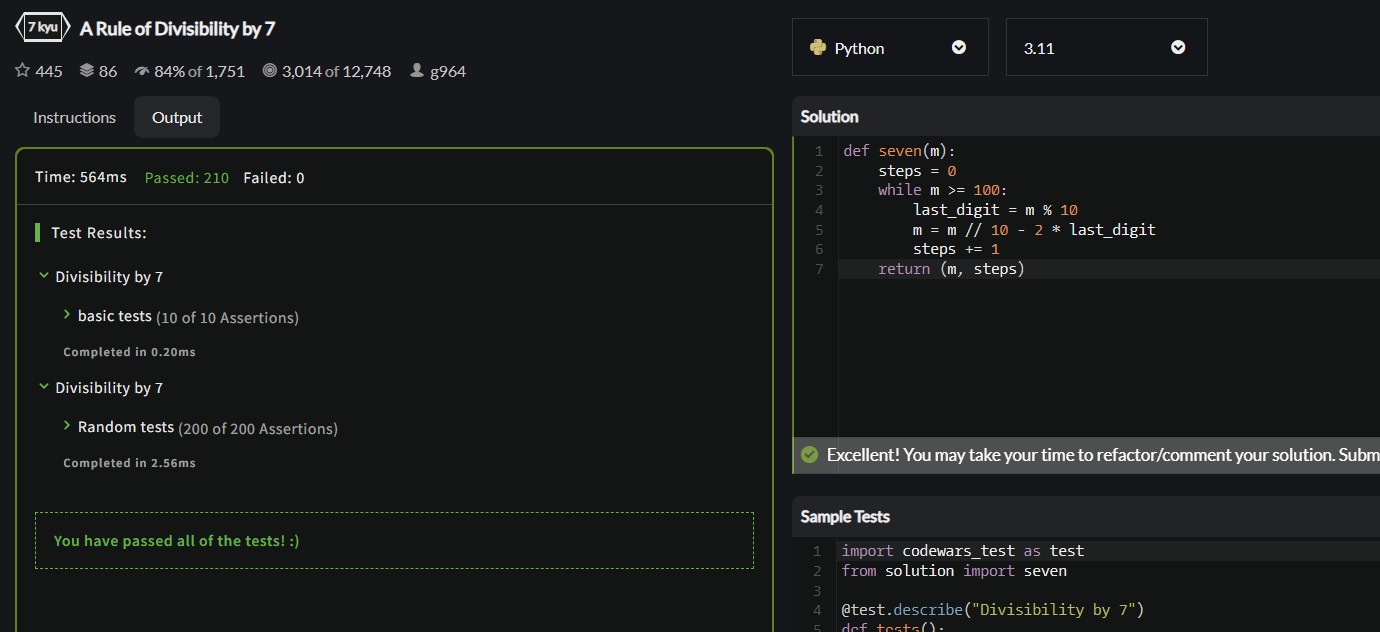 7 kyu A Rule of Divisibility by 7
445 86 84% of 1,751 3,014 of 12,748 g964
Instructions Output
Time: 564ms Passed: 210 Failed: 0
Test Results:
Divisibility by 7
basic tests (10 of 10 Assertions)
Completed in 0.20ms
Divisibility by 7
Random tests (200 of 200 Assertions)
Completed in 2.56ms
You have passed all of the tests! :)
Python 3.11
Solution
1 def seven(m):
2     steps = 0
3     while m >= 100:
4         last_digit = m % 10
5         m = m // 10 - 2 * last_digit
6         steps += 1
7     return (m, steps)
Excellent! You may take your time to refactor/comment your solution. Subm
Sample Tests
1 import codewars_test as test
2 from solution import seven
3
4 @test.describe("Divisibility by 7")
5 def tests():